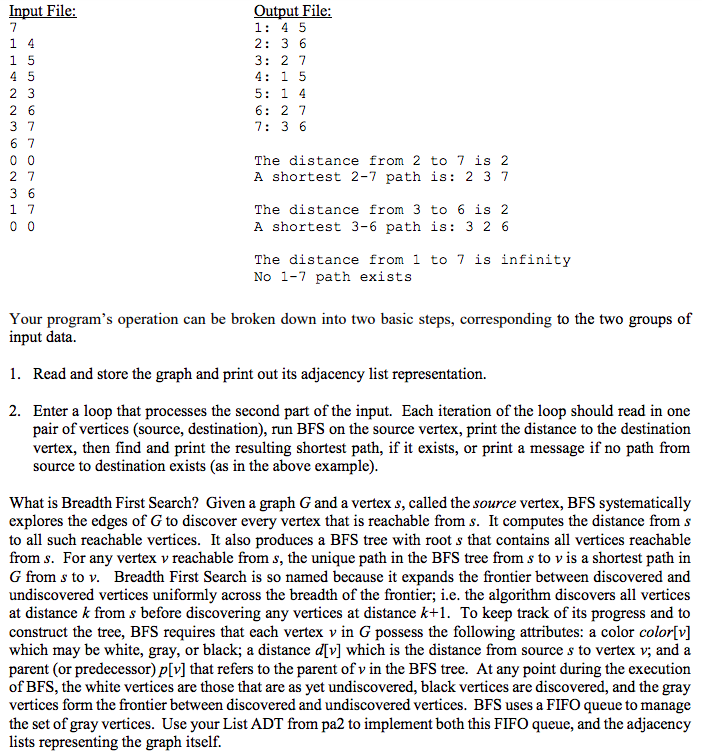 Input File:
7
1 4
1 5
4 5
2 3
2 6
3 7
6 7
0 0
2 7
3 6
1 7
0 0
Output File:
1: 4 5
2: 3 6
3: 2 7
4: 1 5
5: 1 4
6: 2 7
7: 3 6
The distance from 2 to 7 is 2
A shortest 2-7 path is: 2 3 7
The distance from 3 to 6 is 2
A shortest 3-6 path is: 3 2 6
The distance from 1 to 7 is infinity
No 1-7 path exists
Your program’s operation can be broken down into two basic steps, corresponding to the two groups of
input data.
1. Read and store the graph and print out its adjacency list representation.
2. Enter a loop that processes the second part of the input. Each iteration of the loop should read in one
pair of vertices (source, destination), run BFS on the source vertex, print the distance to the destination
vertex, then find and print the resulting shortest path, if it exists, or print a message if no path from
source to destination exists (as in the above example).
What is Breadth First Search? Given a graph G and a vertex s, called the source vertex, BFS systematically
explores the edges of G to discover every vertex that is reachable from s. It computes the distance from s
to all such reachable vertices. It also produces a BFS tree with root s that contains all vertices reachable
from s. For any vertex v reachable from s, the unique path in the BFS tree from s to v is a shortest path in
G from s to v. Breadth First Search is so named because it expands the frontier between discovered and
undiscovered vertices uniformly across the breadth of the frontier; i.e. the algorithm discovers all vertices
at distance k from s before discovering any vertices at distance k+1. To keep track of its progress and to
construct the tree, BFS requires that each vertex v in G possess the following attributes: a color color[v]
which may be white, gray, or black; a distance d[v] which is the distance from source s to vertex v; and a
parent (or predecessor) p[v] that refers to the parent of v in the BFS tree. At any point during the execution
of BFS, the white vertices are those that are as yet undiscovered, black vertices are discovered, and the gray
vertices form the frontier between discovered and undiscovered vertices. BFS uses a FIFO queue to manage
the set of gray vertices. Use your List ADT from pa2 to implement both this FIFO queue, and the adjacency
lists representing the graph itself.